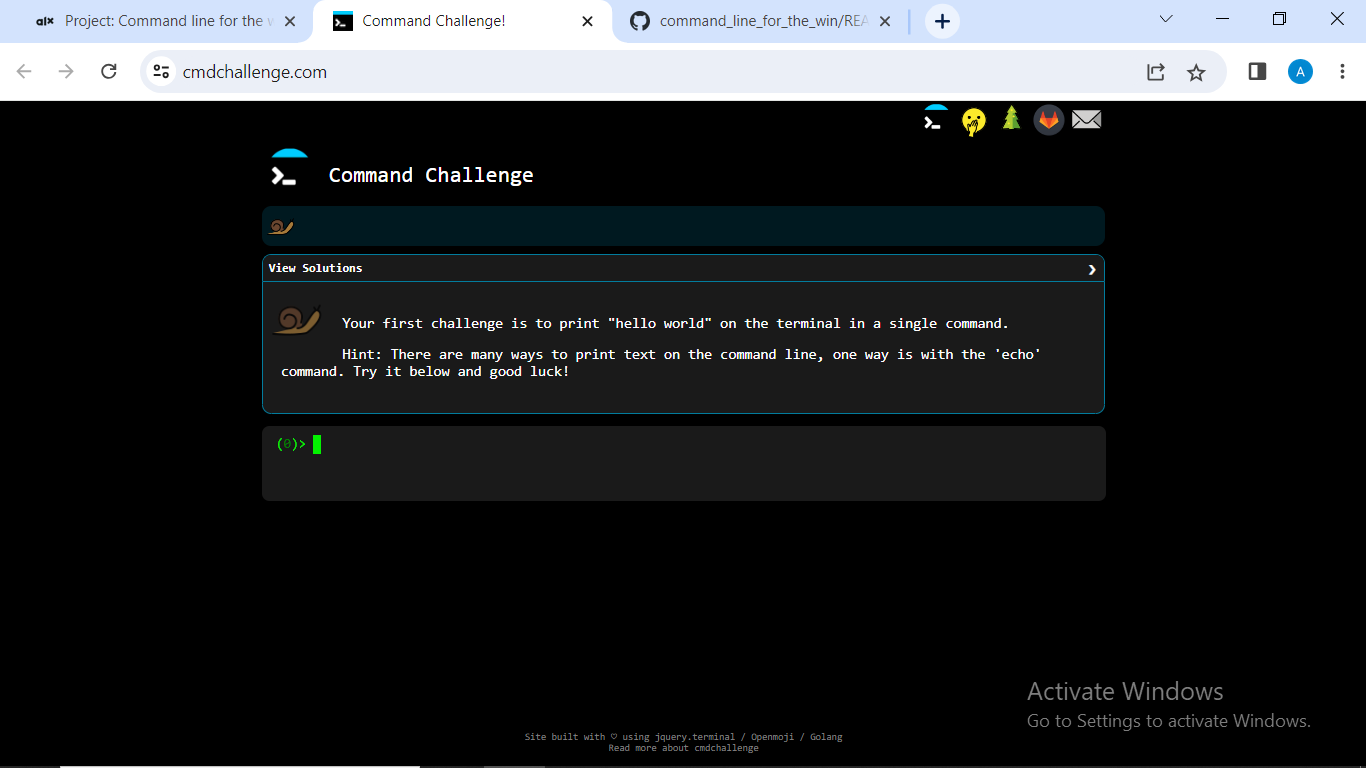 alx Project: Command line for the w
Command Challenge!
command_line_for_the_win/REA
cmdchallenge.com
A
Command Challenge
View Solutions
Your first challenge is to print "hello world" on the terminal in a single command.
Hint: There are many ways to print text on the command line, one way is with the 'echo'
command. Try it below and good luck!
(0)>
Activate Windows
Go to Settings to activate Windows.
Site built with ♡ using jquery.terminal / Openmoji / Golang
Read more about cmdchallenge